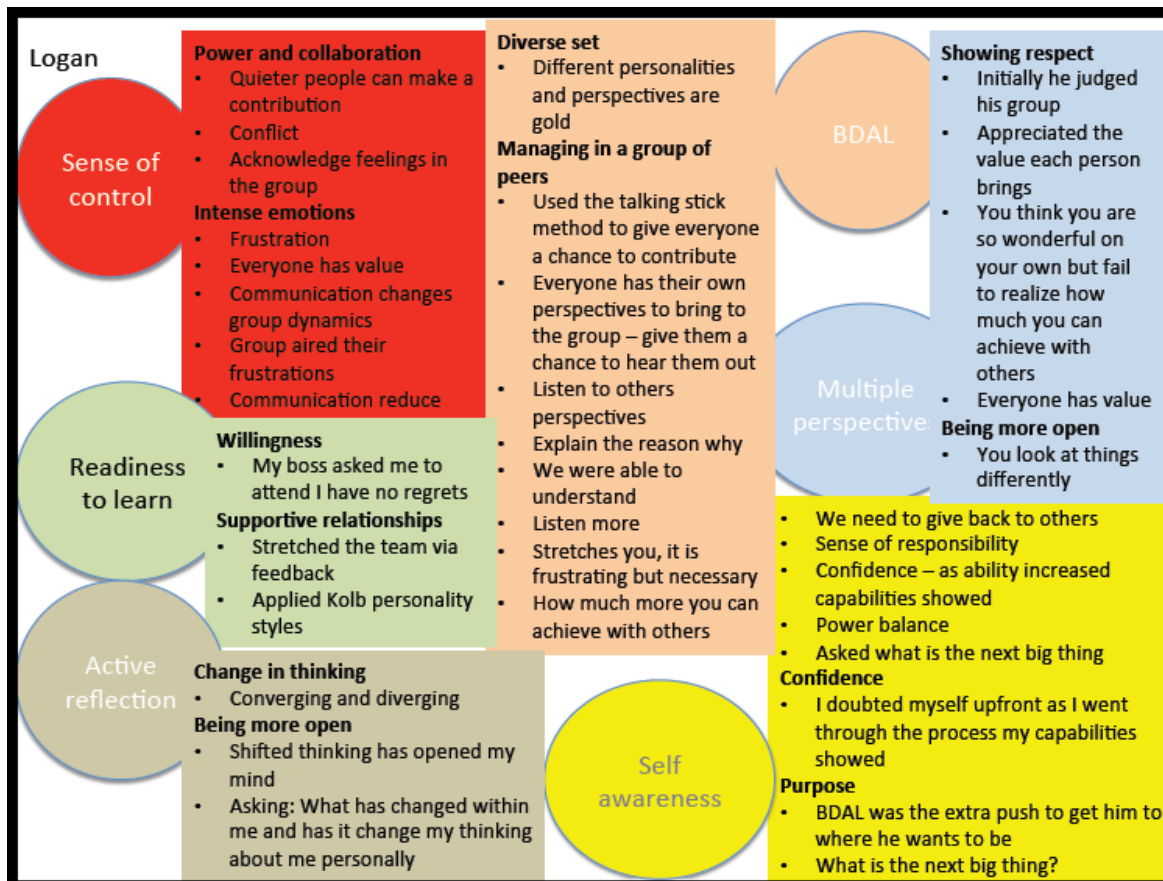 Logan
Sense of
control
Power and collaboration
• Quieter people can make a
contribution
• Conflict
• Acknowledge feelings in
the group
Intense emotions
• Frustration
• Everyone has value
• Communication changes
group dynamics
• Group aired their
frustrations
• Communication reduce
Readiness
to learn
Willingness
• My boss asked me to
attend I have no regrets
Supportive relationships
• Stretched the team via
feedback
• Applied Kolb personality
styles
Active
reflection
Change in thinking
• Converging and diverging
Being more open
• Shifted thinking has opened my
mind
• Asking: What has changed within
me and has it change my thinking
about me personally
Diverse set
• Different personalities
and perspectives are
gold
Managing in a group of
peers
• Used the talking stick
method to give everyone
a chance to contribute
• Everyone has their own
perspectives to bring to
the group – give them a
chance to hear them out
• Listen to others
perspectives
• Explain the reason why
• We were able to
understand
• Listen more
• Stretches you, it is
frustrating but necessary
• How much more you can
achieve with others
BDAL
Multiple
perspective
Showing respect
• Initially he judged
his group
• Appreciated the
value each person
brings
• You think you are
so wonderful on
your own but fail
to realize how
much you can
achieve with
others
• Everyone has value
Being more open
• You look at things
differently
Self
awareness
• We need to give back to others
• Sense of responsibility
• Confidence – as ability increased
capabilities showed
• Power balance
• Asked what is the next big thing
Confidence
• I doubted myself upfront as I went
through the process my capabilities
showed
Purpose
• BDAL was the extra push to get him to
where he wants to be
• What is the next big thing?